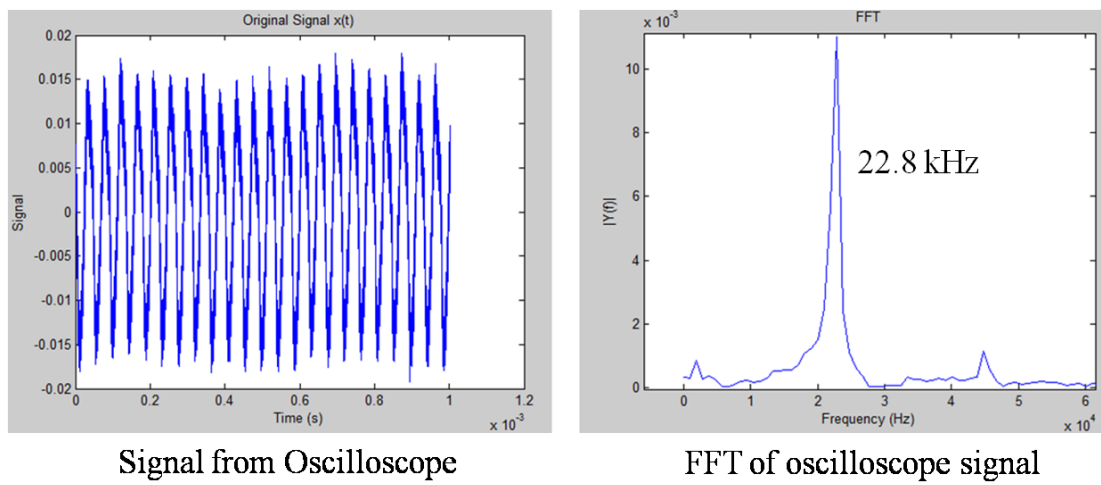 Original Signal x(t)
0.02
0.015
0.01
0.005
0
-0.005
-0.01
-0.015
-0.02
Signal
0 0.2 0.4 0.6 0.8 1 1.2
Time (s)
x 10^-3
Signal from Oscilloscope
x 10^-3
FFT
10
8
6
4
2
0
|Y(f)|
22.8 kHz
0 1 2 3 4 5 6
Frequency (Hz)
x 10^4
FFT of oscilloscope signal